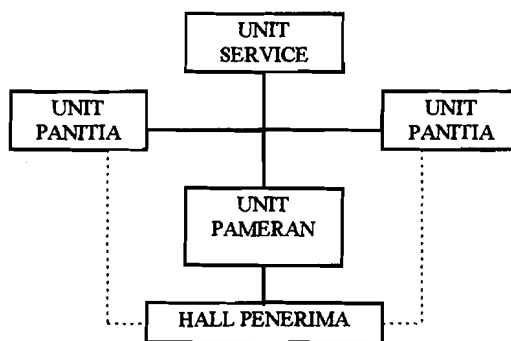 UNIT
SERVICE
UNIT
PANITIA
UNIT
PANITIA
UNIT
PAMERAN
HALL PENERIMA